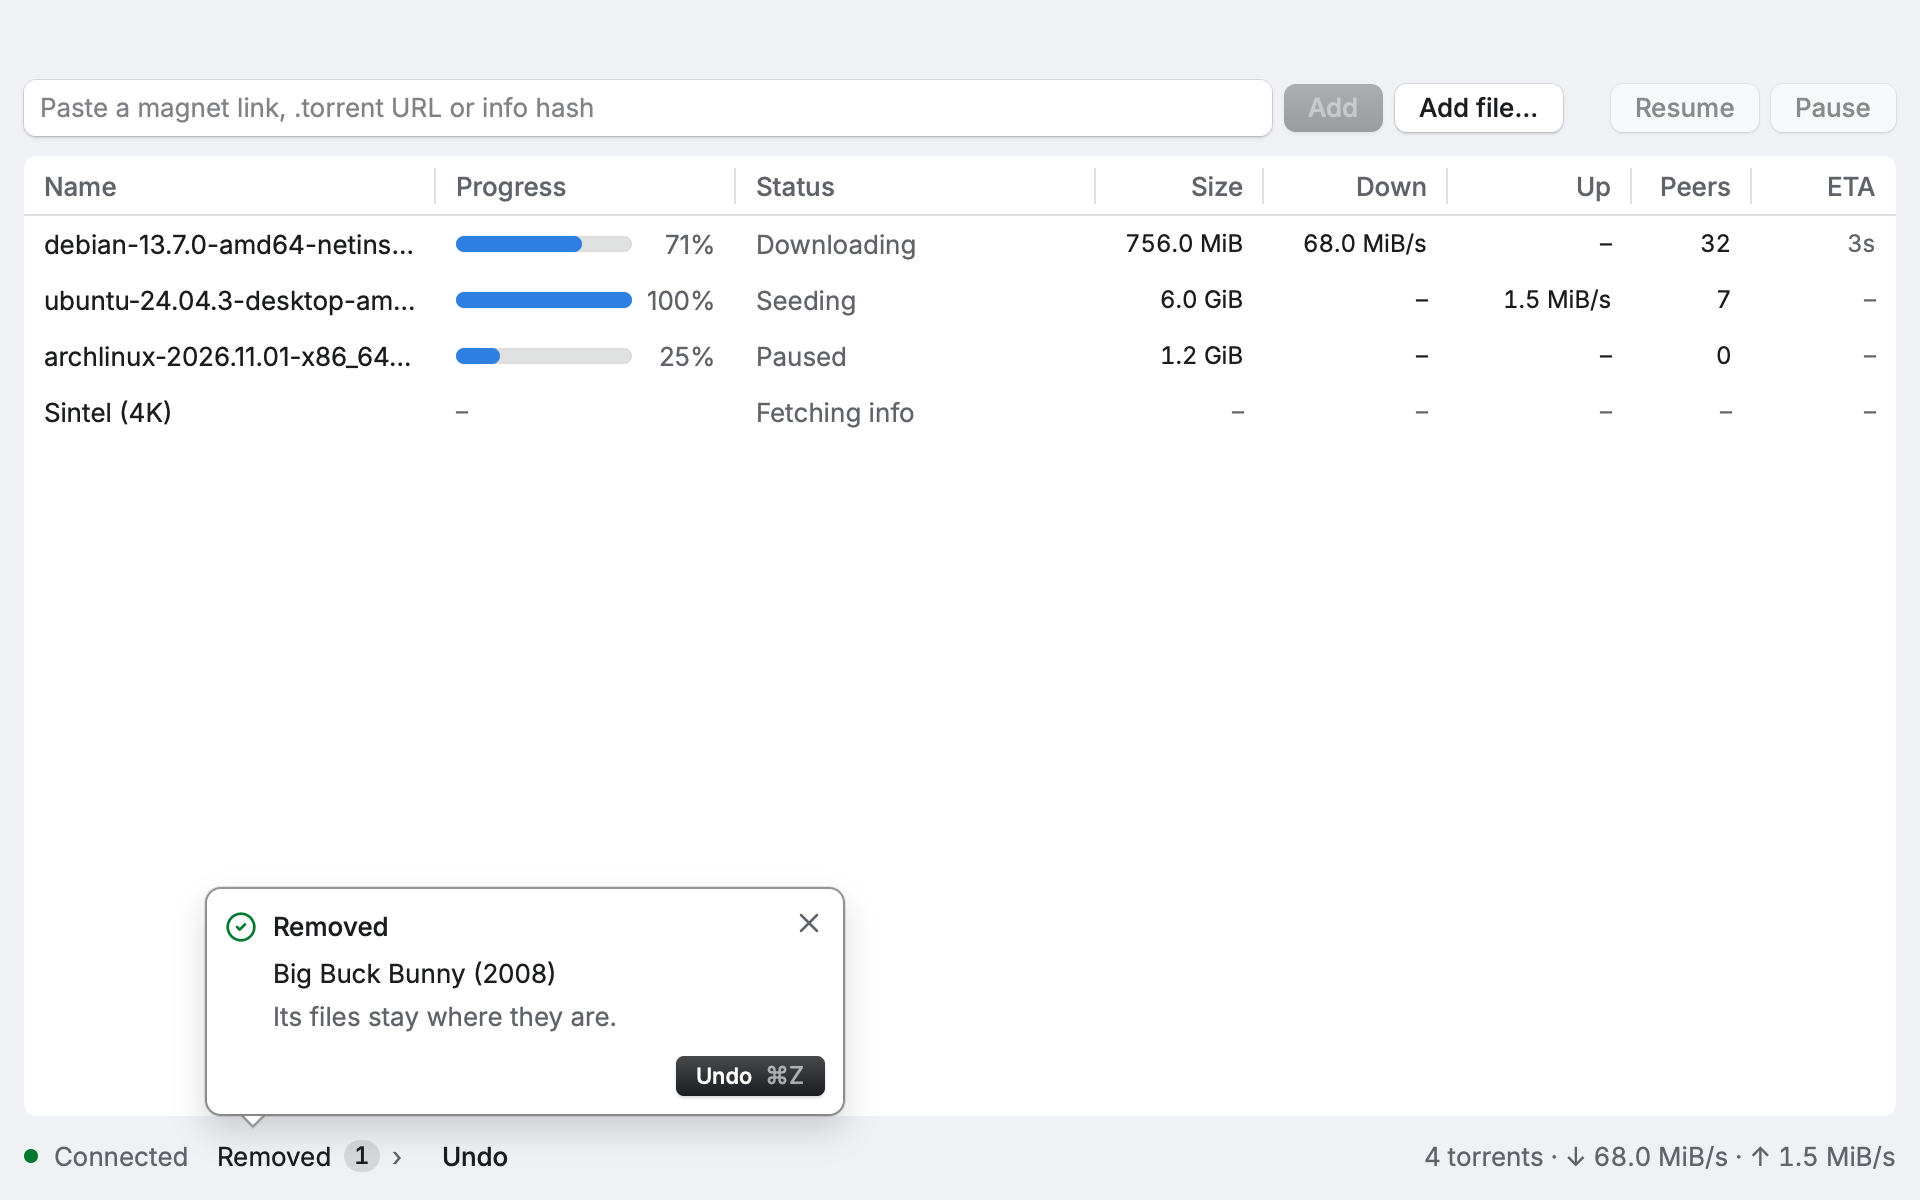 Paste a magnet link, .torrent URL or info hash Add Add file... Resume Pause
Name Progress Status Size Down Up Peers ETA
debian-13.7.0-amd64-netins... 71% Downloading 756.0 MiB 68.0 MiB/s – 32 3s
ubuntu-24.04.3-desktop-am... 100% Seeding 6.0 GiB – 1.5 MiB/s 7 –
archlinux-2026.11.01-x86_64... 25% Paused 1.2 GiB – – 0 –
Sintel (4K) – Fetching info – – – – –
Removed
Big Buck Bunny (2008)
Its files stay where they are.
Undo ⌘Z
Connected Removed 1 › Undo 4 torrents · ↓ 68.0 MiB/s · ↑ 1.5 MiB/s